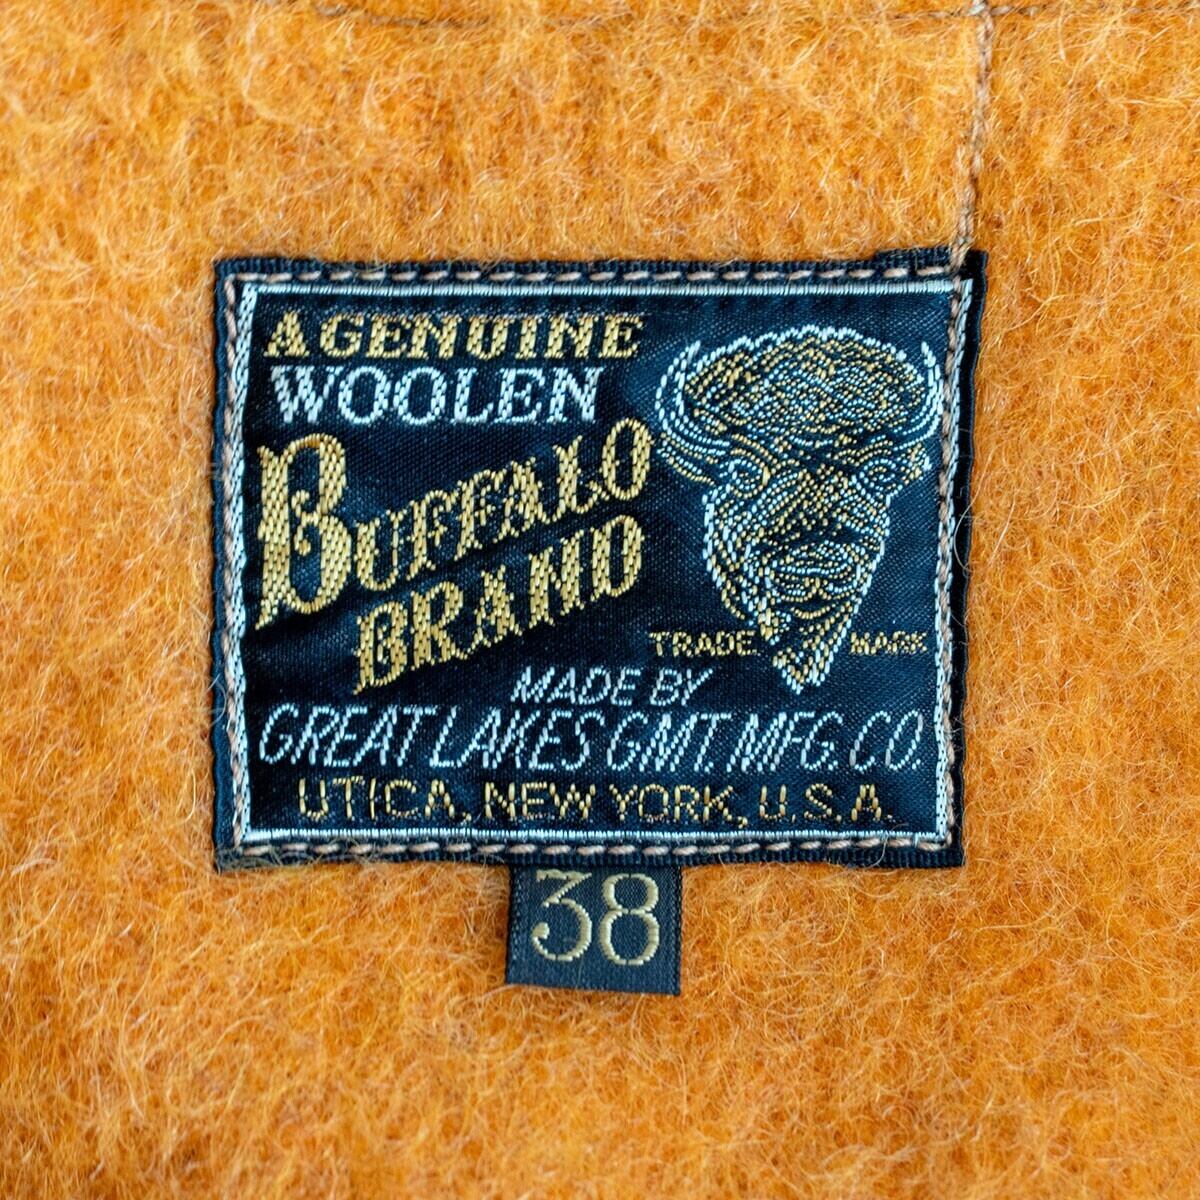 A GENUINE
WOOLEN
BUFFALO
BRAND
TRADE MARK
MADE BY
GREAT LAKES GMT. MFG. CO.
UTICA, NEW YORK, U.S.A.
38